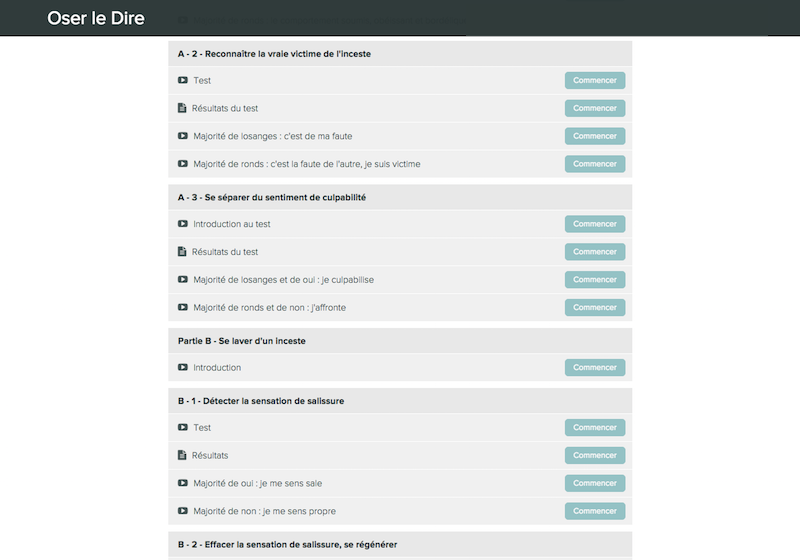 Oser le Dire
A - 2 - Reconnaître la vraie victime de l'inceste
Test
Commencer
Résultats du test
Commencer
Majorité de losanges : c'est de ma faute
Commencer
Majorité de ronds : c'est la faute de l'autre, je suis victime
Commencer
A - 3 - Se séparer du sentiment de culpabilité
Introduction au test
Commencer
Résultats du test
Commencer
Majorité de losanges et de oui : je culpabilise
Commencer
Majorité de ronds et de non : j'affronte
Commencer
Partie B - Se laver d'un inceste
Introduction
Commencer
B - 1 - Détecter la sensation de salissure
Test
Commencer
Résultats
Commencer
Majorité de oui : je me sens sale
Commencer
Majorité de non : je me sens propre
Commencer
B - 2 - Effacer la sensation de salissure, se régénérer